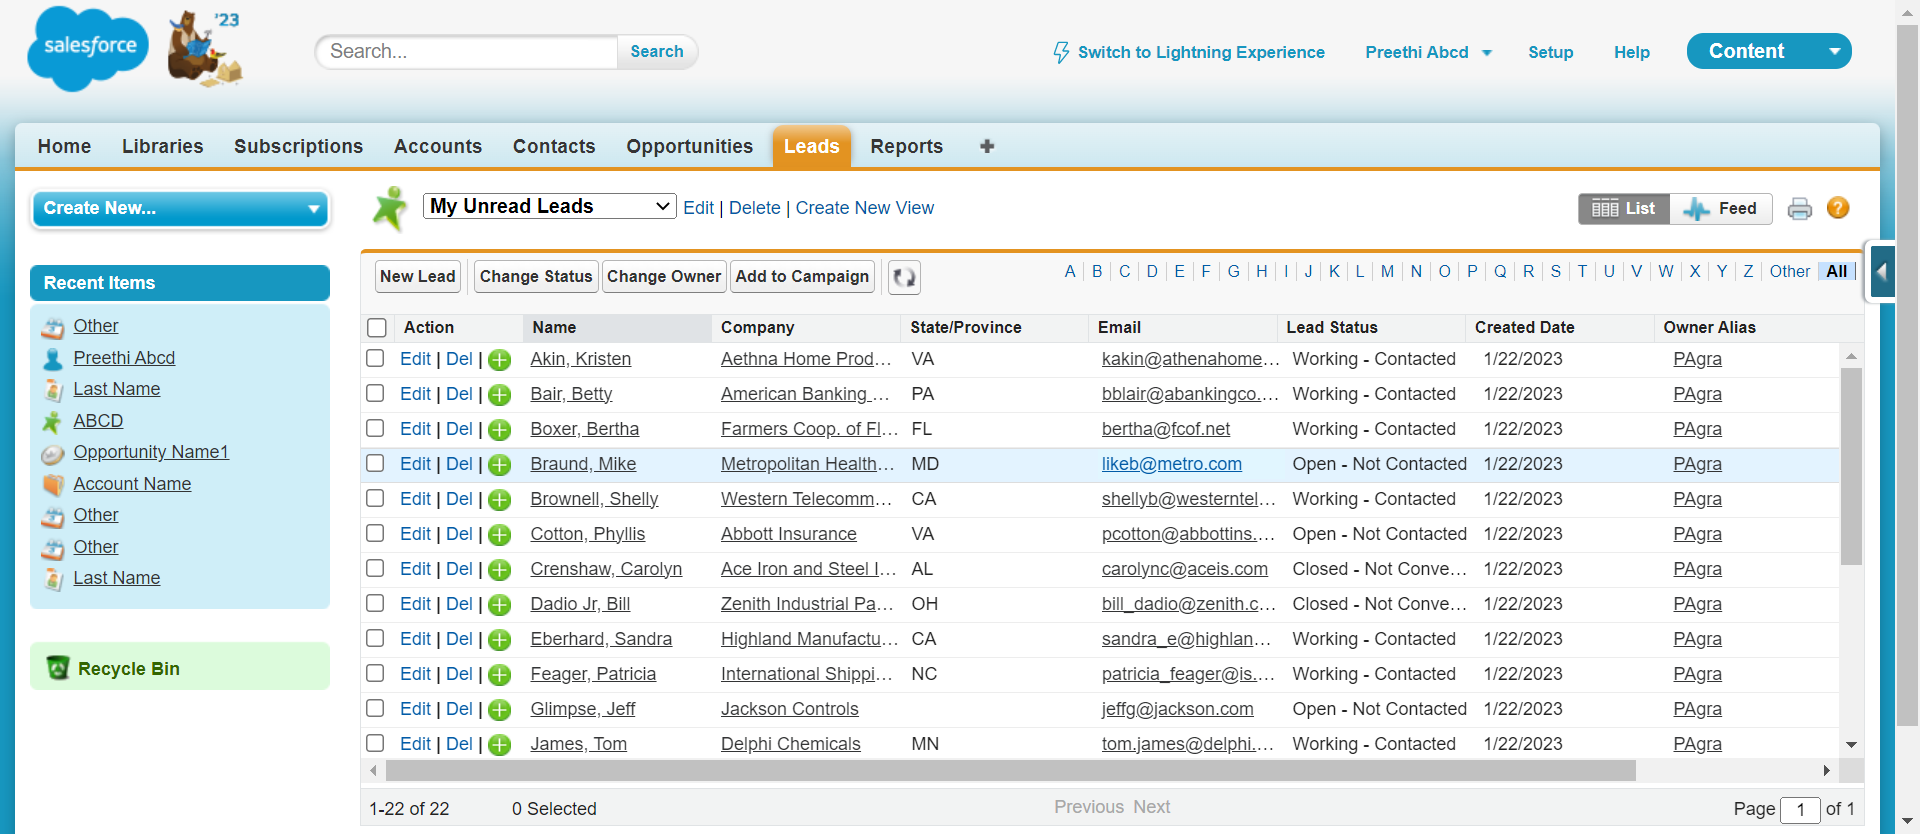 salesforce
'23
Search...
Search
Switch to Lightning Experience
Preethi Abcd
Setup
Help
Content
Home Libraries Subscriptions Accounts Contacts Opportunities Leads Reports +
Create New...
Recent Items
Other
Preethi Abcd
Last Name
ABCD
Opportunity Name1
Account Name
Other
Other
Last Name
Recycle Bin
My Unread Leads Edit | Delete | Create New View
List Feed ?
New Lead Change Status Change Owner Add to Campaign
A B C D E F G H I J K L M N O P Q R S T U V W X Y Z Other All
Action Name Company State/Province Email Lead Status Created Date Owner Alias
Edit | Del | Akin, Kristen Aethna Home Prod... VA kakin@athenahome... Working - Contacted 1/22/2023 PAgra
Edit | Del | Bair, Betty American Banking ... PA bblair@abankingco.... Working - Contacted 1/22/2023 PAgra
Edit | Del | Boxer, Bertha Farmers Coop. of Fl... FL bertha@fcof.net Working - Contacted 1/22/2023 PAgra
Edit | Del | Braund, Mike Metropolitan Health... MD likeb@metro.com Open - Not Contacted 1/22/2023 PAgra
Edit | Del | Brownell, Shelly Western Telecomm... CA shellyb@westerntel... Working - Contacted 1/22/2023 PAgra
Edit | Del | Cotton, Phyllis Abbott Insurance VA pcotton@abbottins.... Open - Not Contacted 1/22/2023 PAgra
Edit | Del | Crenshaw, Carolyn Ace Iron and Steel I... AL carolync@aceis.com Closed - Not Conve... 1/22/2023 PAgra
Edit | Del | Dadio Jr, Bill Zenith Industrial Pa... OH bill_dadio@zenith.c... Closed - Not Conve... 1/22/2023 PAgra
Edit | Del | Eberhard, Sandra Highland Manufactu... CA sandra_e@highlan... Working - Contacted 1/22/2023 PAgra
Edit | Del | Feager, Patricia International Shippi... NC patricia_feager@is.... Working - Contacted 1/22/2023 PAgra
Edit | Del | Glimpse, Jeff Jackson Controls jeffg@jackson.com Open - Not Contacted 1/22/2023 PAgra
Edit | Del | James, Tom Delphi Chemicals MN tom.james@delphi.... Working - Contacted 1/22/2023 PAgra
1-22 of 22 0 Selected Previous Next Page 1 of 1